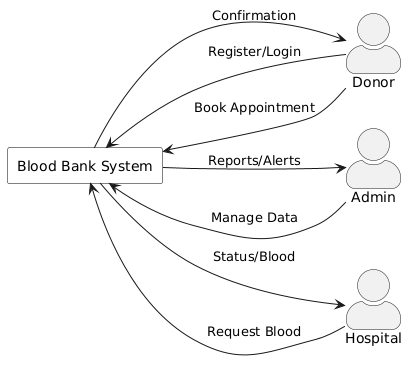 Confirmation
Register/Login
Donor
Book Appointment
Blood Bank System
Reports/Alerts
Admin
Manage Data
Status/Blood
Request Blood
Hospital